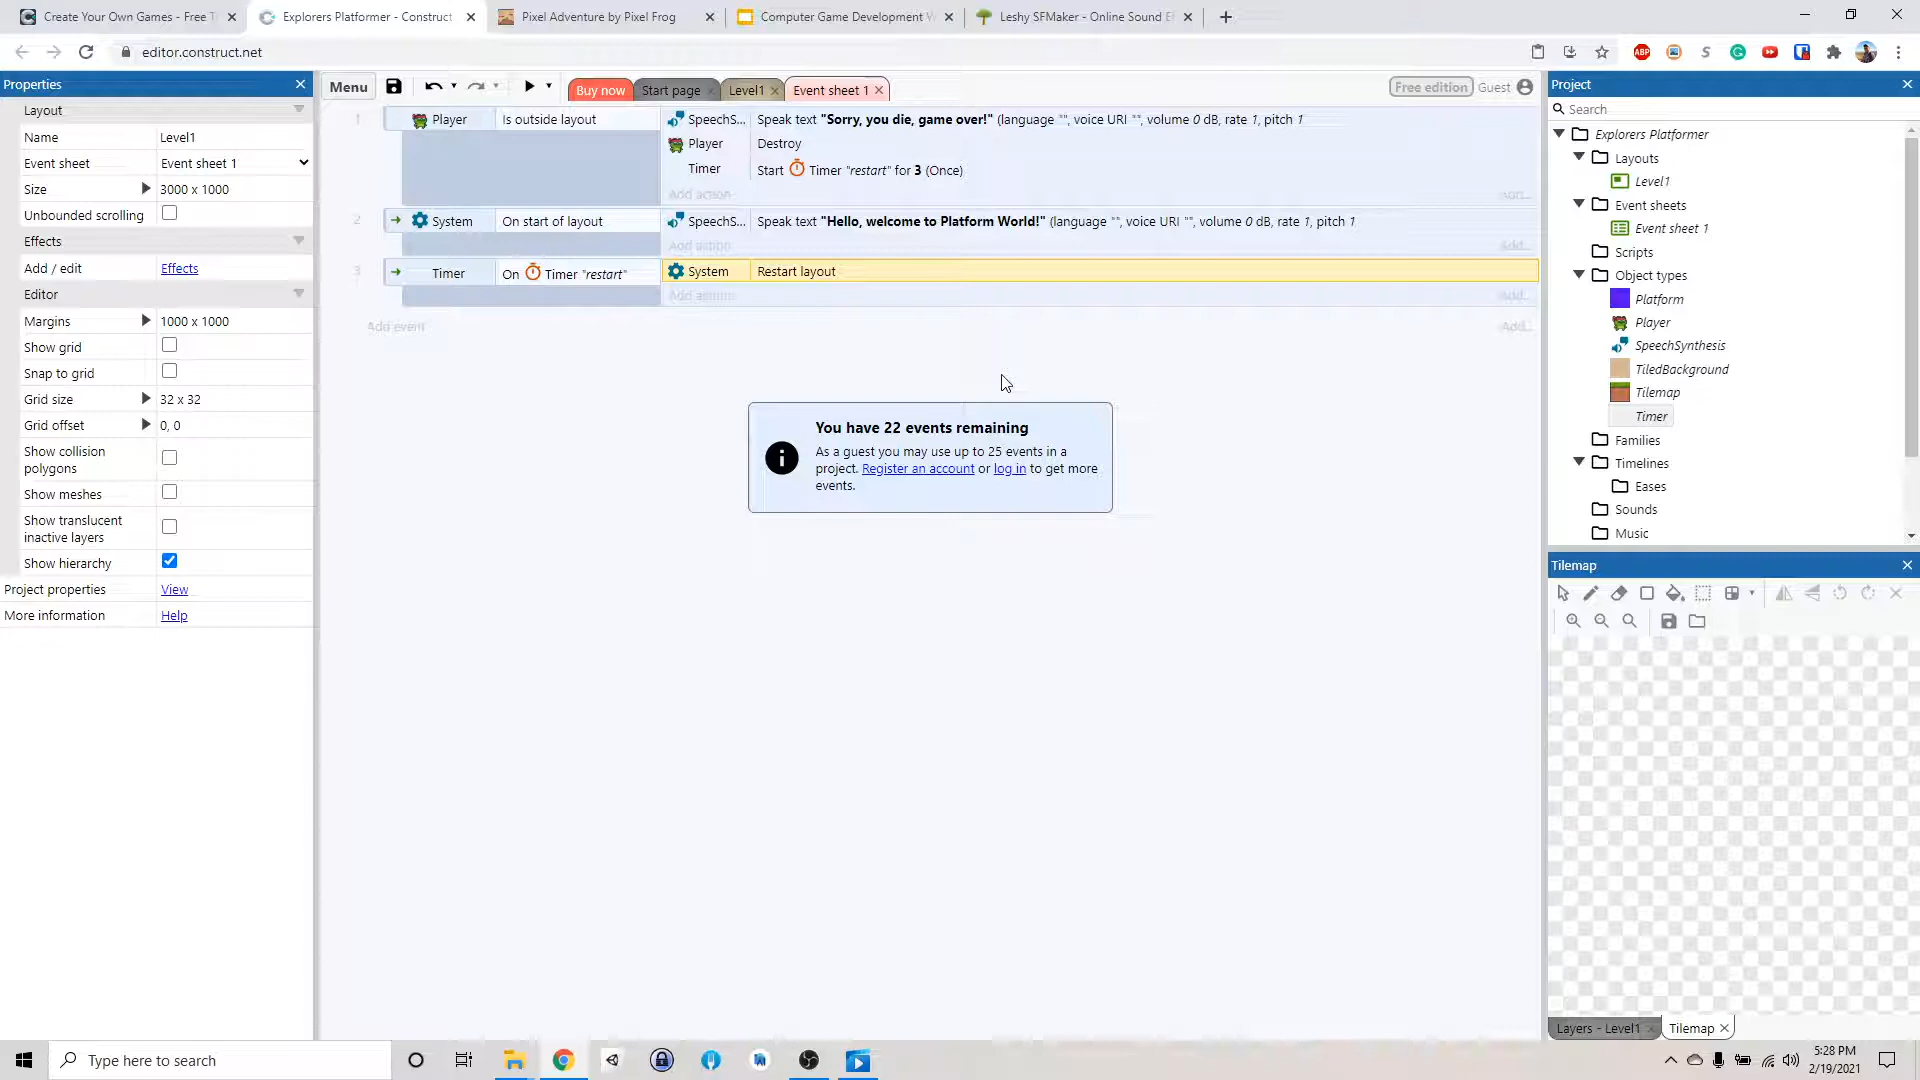 Create Your Own Games - Free T
Explorers Platformer - Construct
Pixel Adventure by Pixel Frog
Computer Game Development
Leshy SFMaker - Online Sound E
editor.construct.net
ABP
Properties
Layout
Name Level1
Event sheet Event sheet 1
Size 3000 x 1000
Unbounded scrolling
Effects
Add / edit Effects
Editor
Margins 1000 x 1000
Show grid
Snap to grid
Grid size 32 x 32
Grid offset 0, 0
Show collision
polygons
Show meshes
Show translucent
inactive layers
Show hierarchy
Project properties View
More information Help
Menu
Buy now
Start page
Level1
Event sheet 1
Free edition
Guest
1 Player Is outside layout SpeechS... Speak text "Sorry, you die, game over!" (language "", voice URI "", volume 0 dB, rate 1, pitch 1
Player Destroy
Timer Start Timer "restart" for 3 (Once)
Add action
2 System On start of layout SpeechS... Speak text "Hello, welcome to Platform World!" (language "", voice URI "", volume 0 dB, rate 1, pitch 1
Add action Add...
3 Timer On Timer "restart" System Restart layout
Add action Add...
Add event Add...
You have 22 events remaining
As a guest you may use up to 25 events in a
project. Register an account or log in to get more
events.
Project
Search
Explorers Platformer
Layouts
Level1
Event sheets
Event sheet 1
Scripts
Object types
Platform
Player
SpeechSynthesis
TiledBackground
Tilemap
Timer
Families
Timelines
Eases
Sounds
Music
Tilemap
Layers - Level1
Tilemap
Type here to search
5:28 PM
2/19/2021